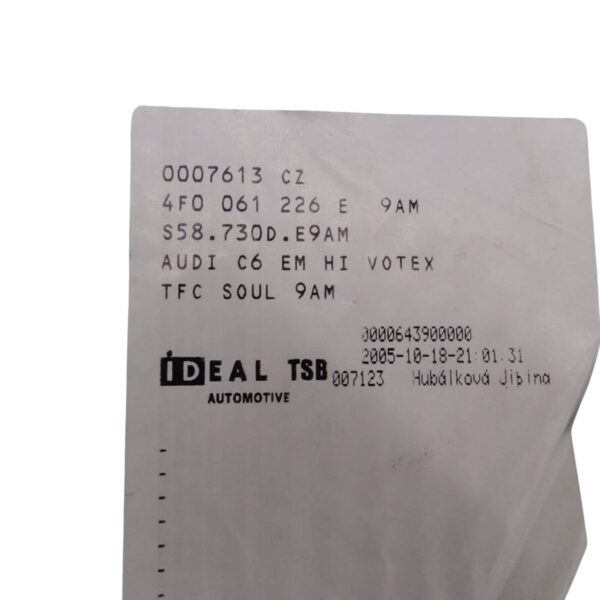 0007613 CZ
4F0 061 226 E 9AM
S58.730D.E9AM
AUDI C6 EM HI VOTEX
TFC SOUL 9AM
0000643900000
2005-10-18-21:01:31
IDEAL TSB 007123 Hubálková
AUTOMOTIVE